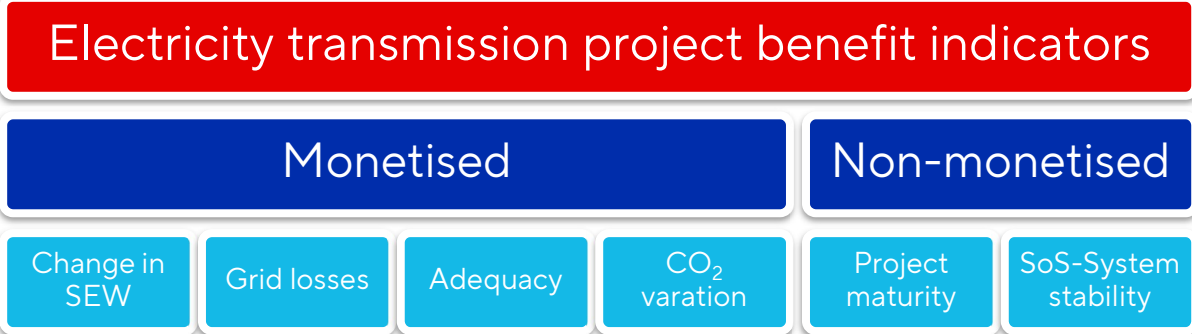 Electricity transmission project benefit indicators
Monetised
Non-monetised
Change in
SEW
Grid losses
Adequacy
CO₂
varation
Project
maturity
SoS-System
stability